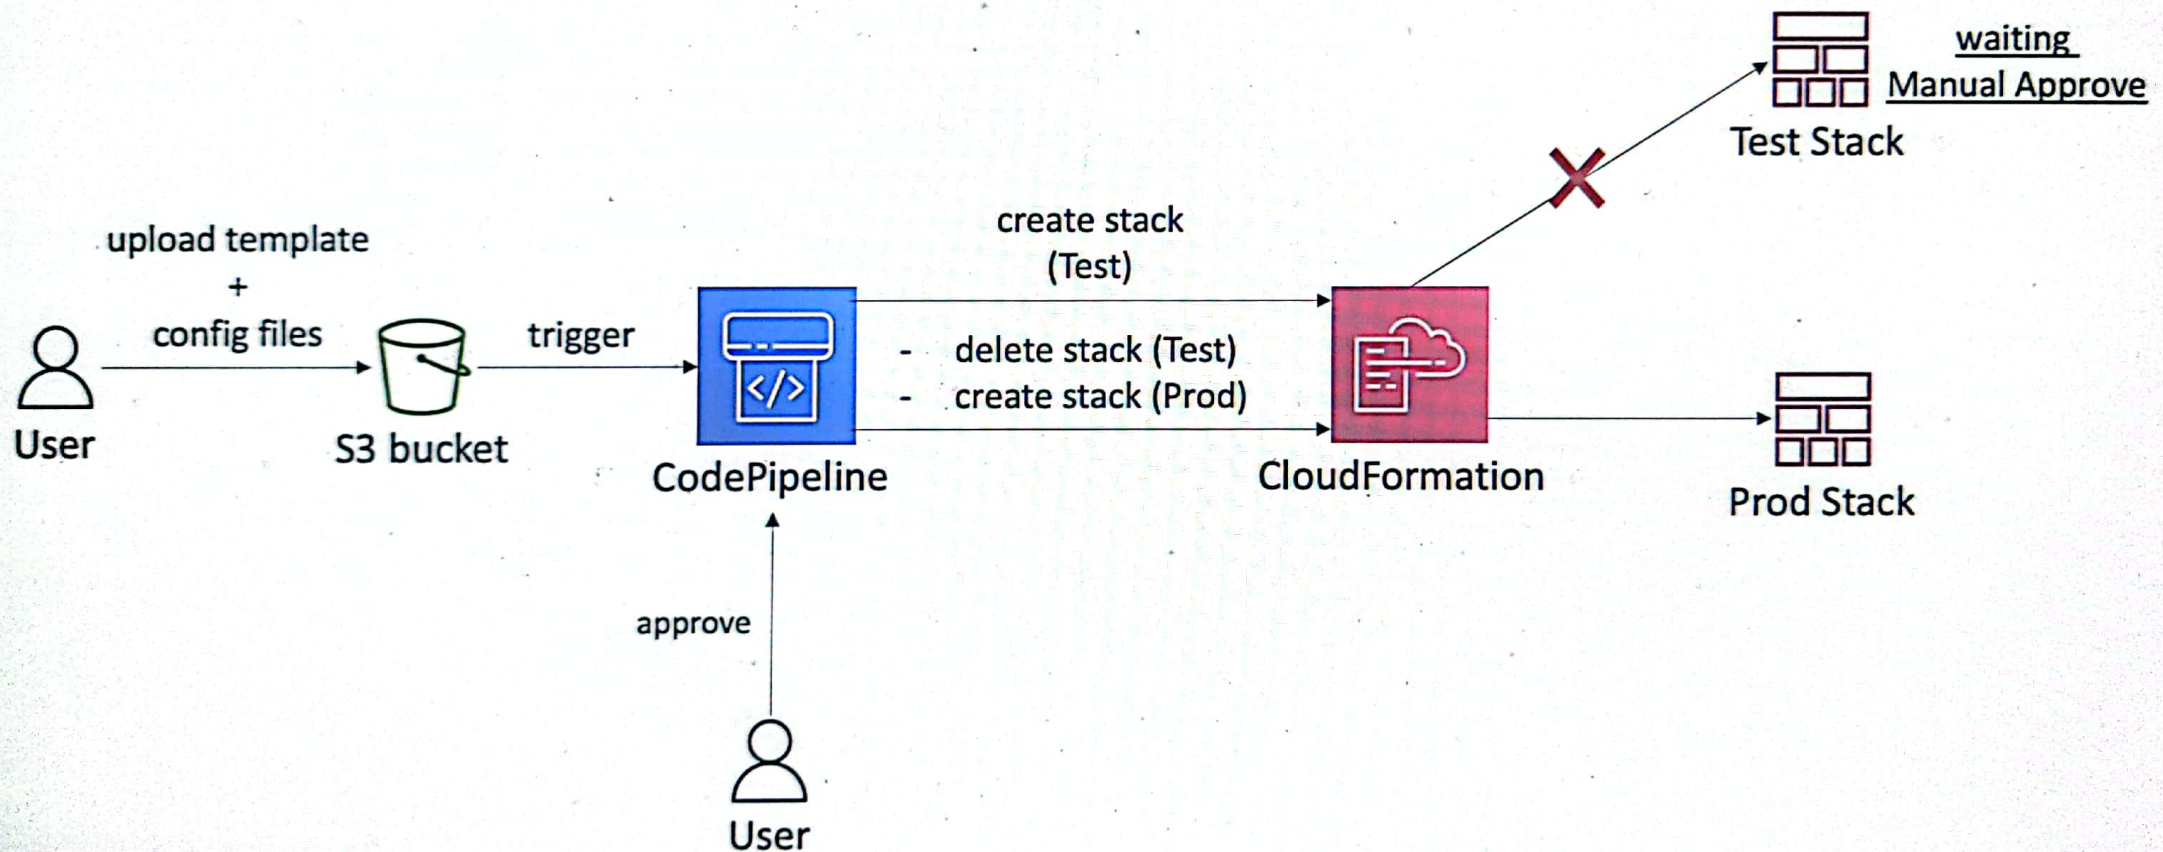 waiting
Manual Approve
Test Stack
create stack
(Test)
upload template
+
config files
trigger
- delete stack (Test)
- create stack (Prod)
</>
User
S3 bucket
CodePipeline
CloudFormation
Prod Stack
approve
User